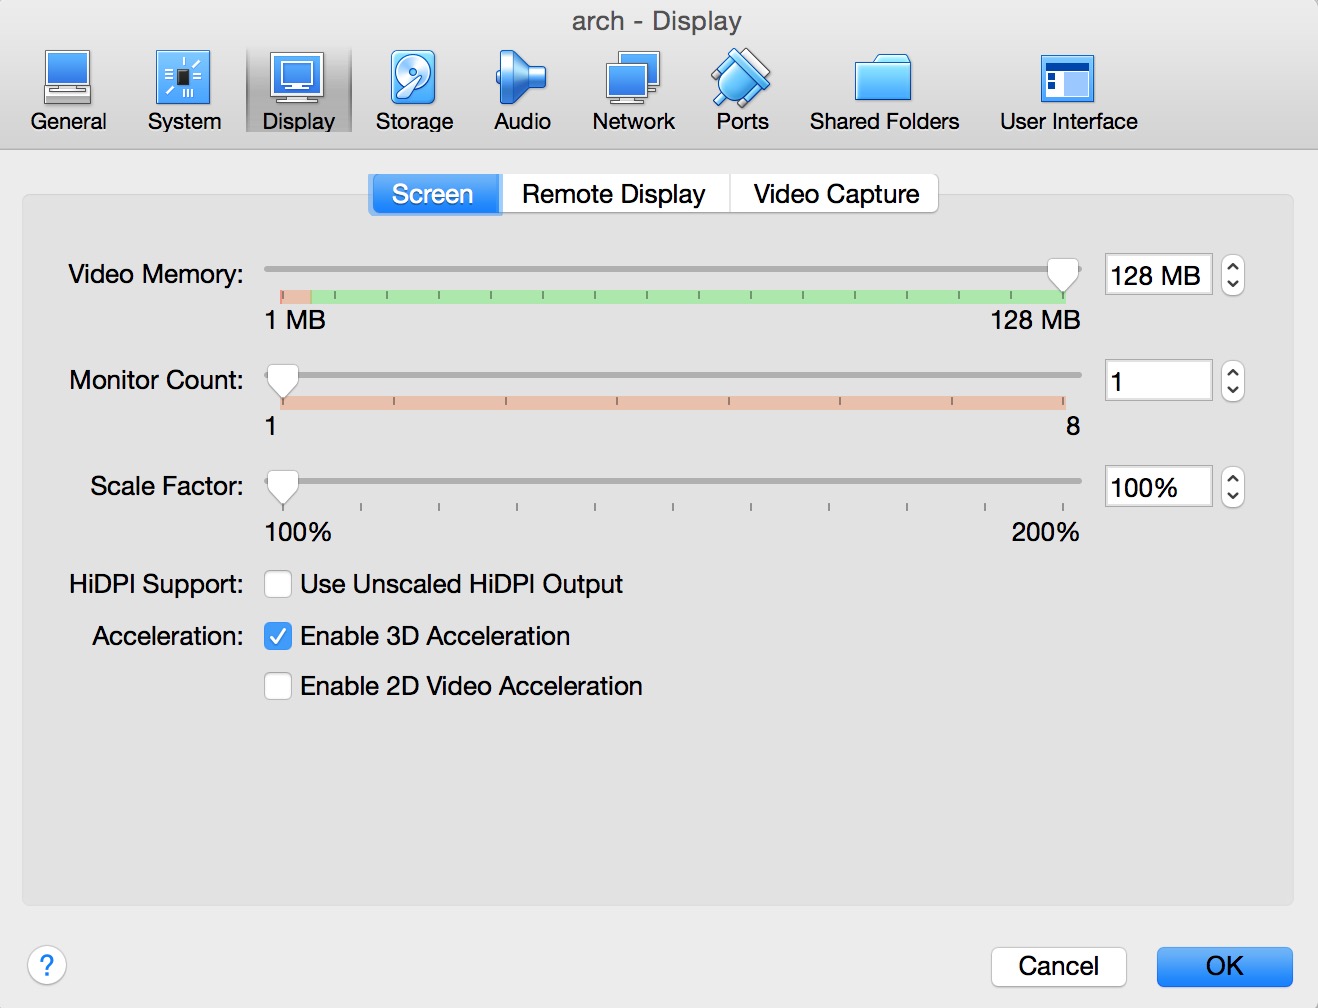 arch - Display
General System Display Storage Audio Network Ports Shared Folders User Interface
Screen Remote Display Video Capture
Video Memory: 128 MB
1 MB 128 MB
Monitor Count: 1
1 8
Scale Factor: 100%
100% 200%
HiDPI Support: Use Unscaled HiDPI Output
Acceleration: Enable 3D Acceleration
Enable 2D Video Acceleration
? Cancel OK